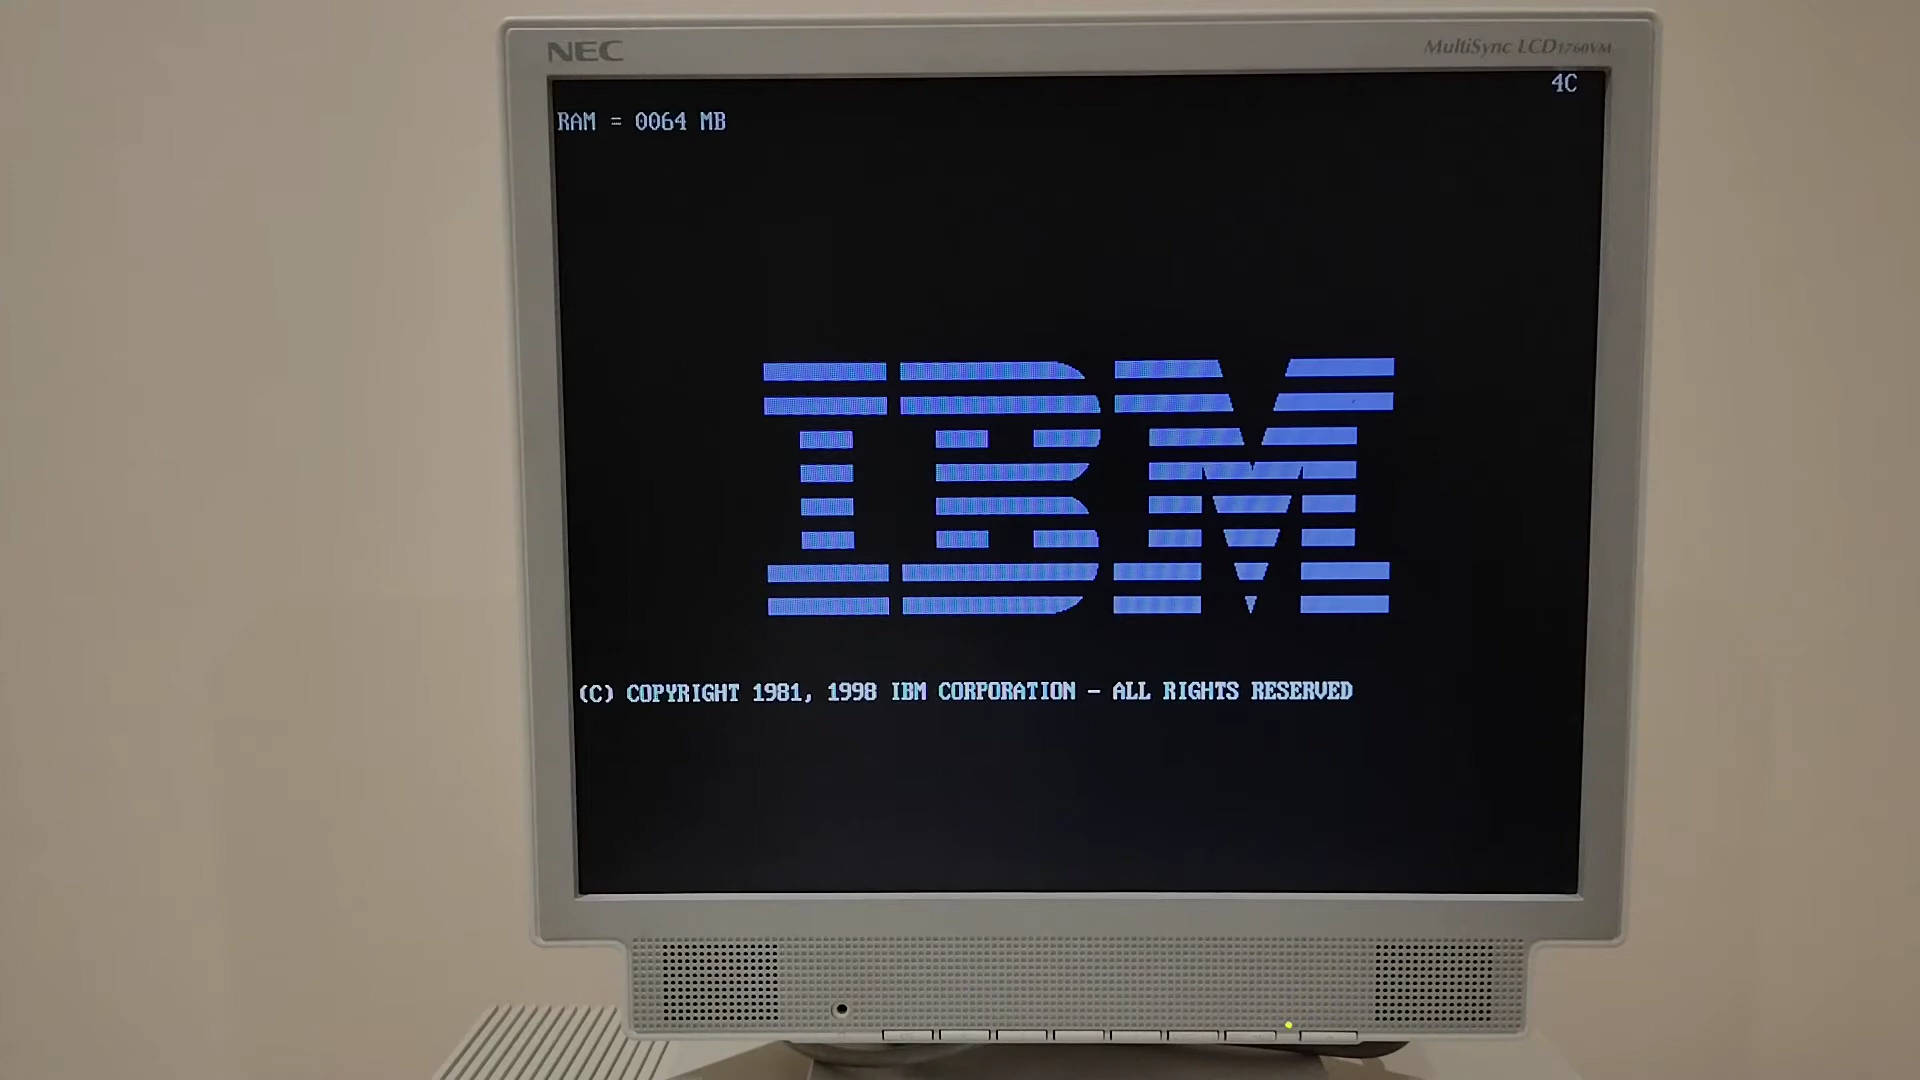 NEC
MultiSync LCD1760VM
4C
RAM = 0064 MB
IBM
(C) COPYRIGHT 1981, 1998 IBM CORPORATION - ALL RIGHTS RESERVED